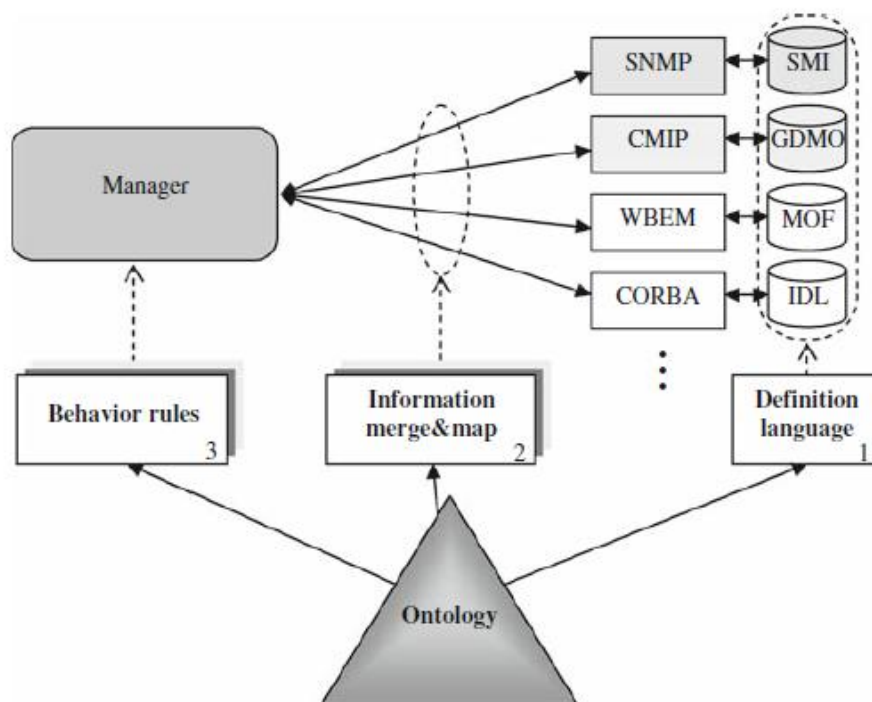 SNMP
SMI
CMIP
GDMO
Manager
WBEM
MOF
CORBA
IDL
Behavior rules
3
Information
merge&map
2
Definition
language
1
Ontology